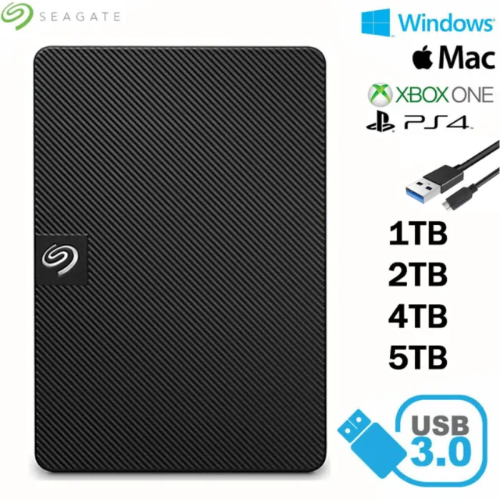 SEAGATE
Windows
Mac
XBOX ONE
PS4
1TB
2TB
4TB
5TB
USB
3.0